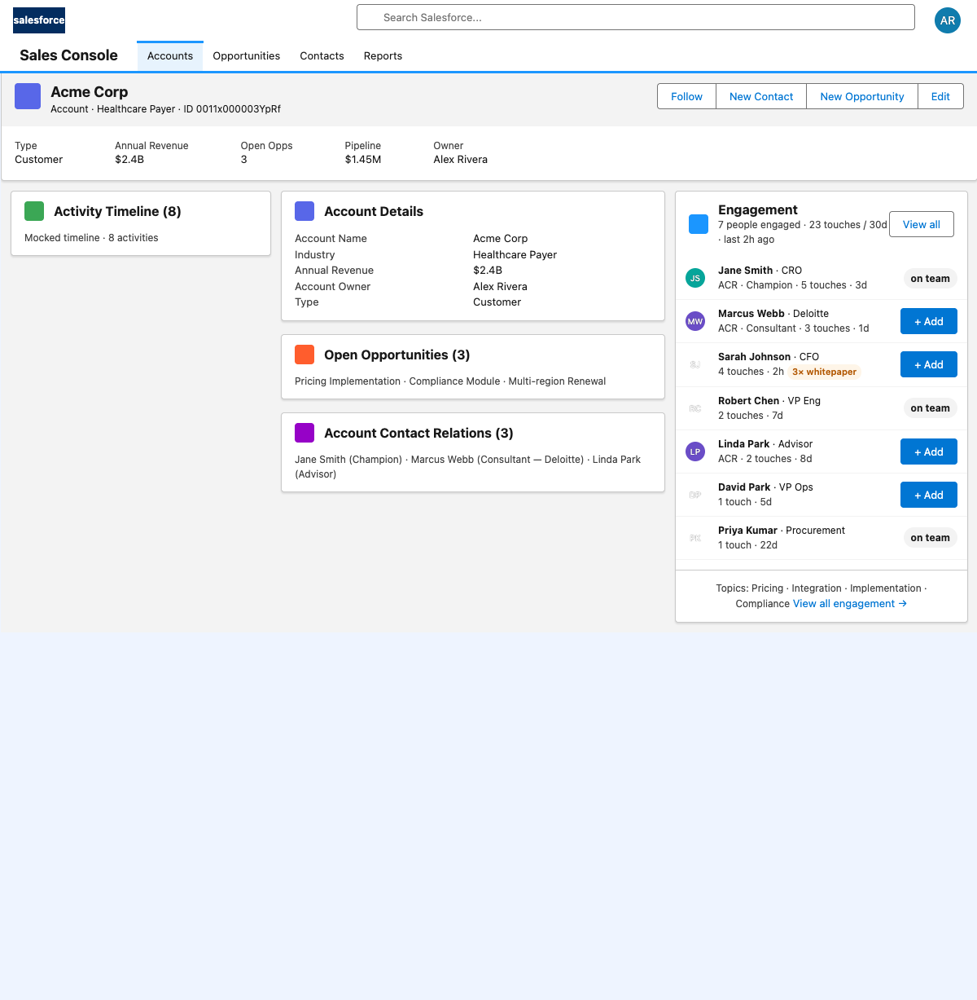 salesforce
Search Salesforce...
AR
Sales Console
Accounts
Opportunities
Contacts
Reports
Acme Corp
Account · Healthcare Payer · ID 0011x000003YpRf
Follow
New Contact
New Opportunity
Edit
Type
Customer
Annual Revenue
$2.4B
Open Opps
3
Pipeline
$1.45M
Owner
Alex Rivera
Activity Timeline (8)
Mocked timeline · 8 activities
Account Details
Account Name
Acme Corp
Industry
Healthcare Payer
Annual Revenue
$2.4B
Account Owner
Alex Rivera
Type
Customer
Open Opportunities (3)
Pricing Implementation · Compliance Module · Multi-region Renewal
Account Contact Relations (3)
Jane Smith (Champion) · Marcus Webb (Consultant — Deloitte) · Linda Park
(Advisor)
Engagement
7 people engaged · 23 touches / 30d
· last 2h ago
View all
JS
Jane Smith · CRO
ACR · Champion · 5 touches · 3d
on team
MW
Marcus Webb · Deloitte
ACR · Consultant · 3 touches · 1d
+ Add
SJ
Sarah Johnson · CFO
4 touches · 2h 3× whitepaper
+ Add
RC
Robert Chen · VP Eng
2 touches · 7d
on team
LP
Linda Park · Advisor
ACR · 2 touches · 8d
+ Add
DP
David Park · VP Ops
1 touch · 5d
+ Add
PK
Priya Kumar · Procurement
1 touch · 22d
on team
Topics: Pricing · Integration · Implementation ·
Compliance View all engagement →